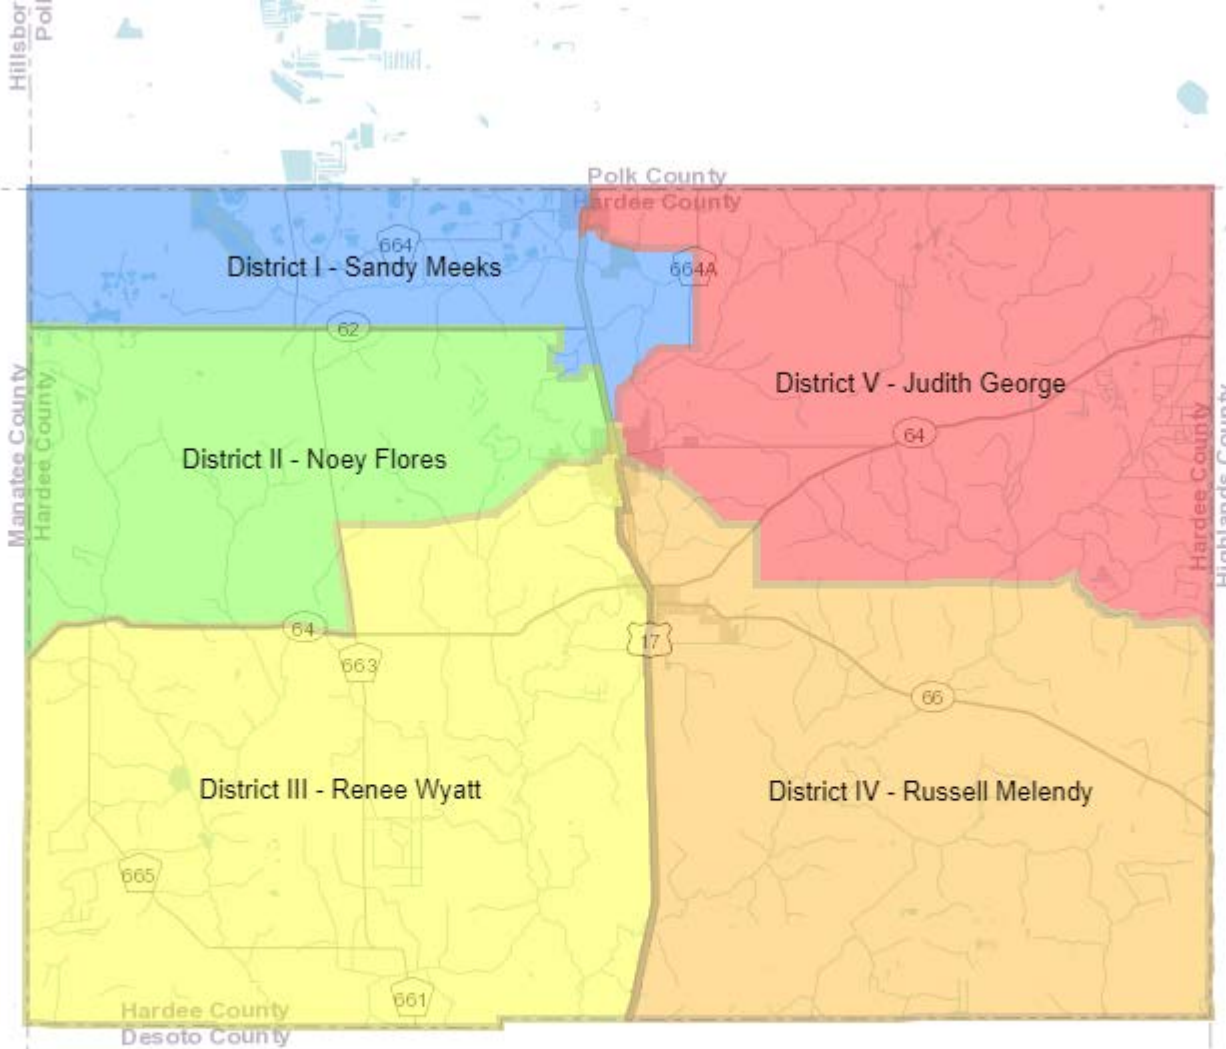 Hillsbor
Pol
Polk County
Hardee County
664
District I - Sandy Meeks
664A
62
Manatee County
Hardee County
District V - Judith George
64
District II - Noey Flores
Hardee County
Highlands County
64
17
663
66
District III - Renee Wyatt
District IV - Russell Melendy
665
661
Hardee County
Desoto County